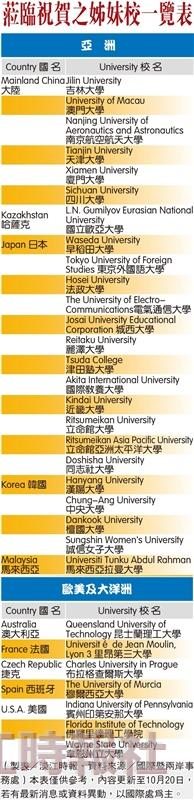 蒞臨祝賀之姊妹校一覽表
亞洲
Country 國名 University 校名
Mainland China Jilin University
大陸 吉林大學
University of Macau
澳門大學
Nanjing University of
Aeronautics and Astronautics
南京航空航天大學
Tianjin University
天津大學
Xiamen University
廈門大學
Sichuan University
四川大學
Kazakhstan L.N. Gumilyov Eurasian National
哈薩克 University
國立歐亞大學
Japan 日本 Waseda University
早稻田大學
Tokyo University of Foreign
Studies 東京外國語大學
Hosei University
法政大學
The University of Electro-
Communications電氣通信大學
Josai University Educational
Corporation 城西大學
Reitaku University
麗澤大學
Tsuda College
津田塾大學
Akita International University
國際敎養大學
Kindai University
近畿大學
Ritsumeikan University
立命館大學
Ritsumeikan Asia Pacific University
立命館亞洲太平洋大學
Doshisha University
同志社大學
Korea 韓國 Hanyang University
漢陽大學
Chung-Ang University
中央大學
Dankook University
檀國大學
Sungshin Women's University
誠信女子大學
Malaysia Universiti Tunku Abdul Rahman
馬來西亞 馬來西亞拉曼大學
歐美及大洋洲
Country 國名 University 校名
Australia Queensland University of
澳大利亞 Technology 昆士蘭理工大學
France 法國 Université de Jean Moulin,
Lyon 3 里昂第三大學
Czech Republic Charles University in Prague
捷克 布拉格查爾斯大學
Spain 西班牙 The University of Murcia
穆爾西亞大學
U.S.A. 美國 Indiana University of Pennsylvania
賓州印第安那大學
Florida Institute of Technology
佛羅里達理工學院
Wayne State University
韋恩州立大學
（製表／淡江時報、資料來源／國際暨兩岸事
務處）本表僅供參考，內容更新至10月20日，
若有最新消息或資料異動，以國際處爲主。